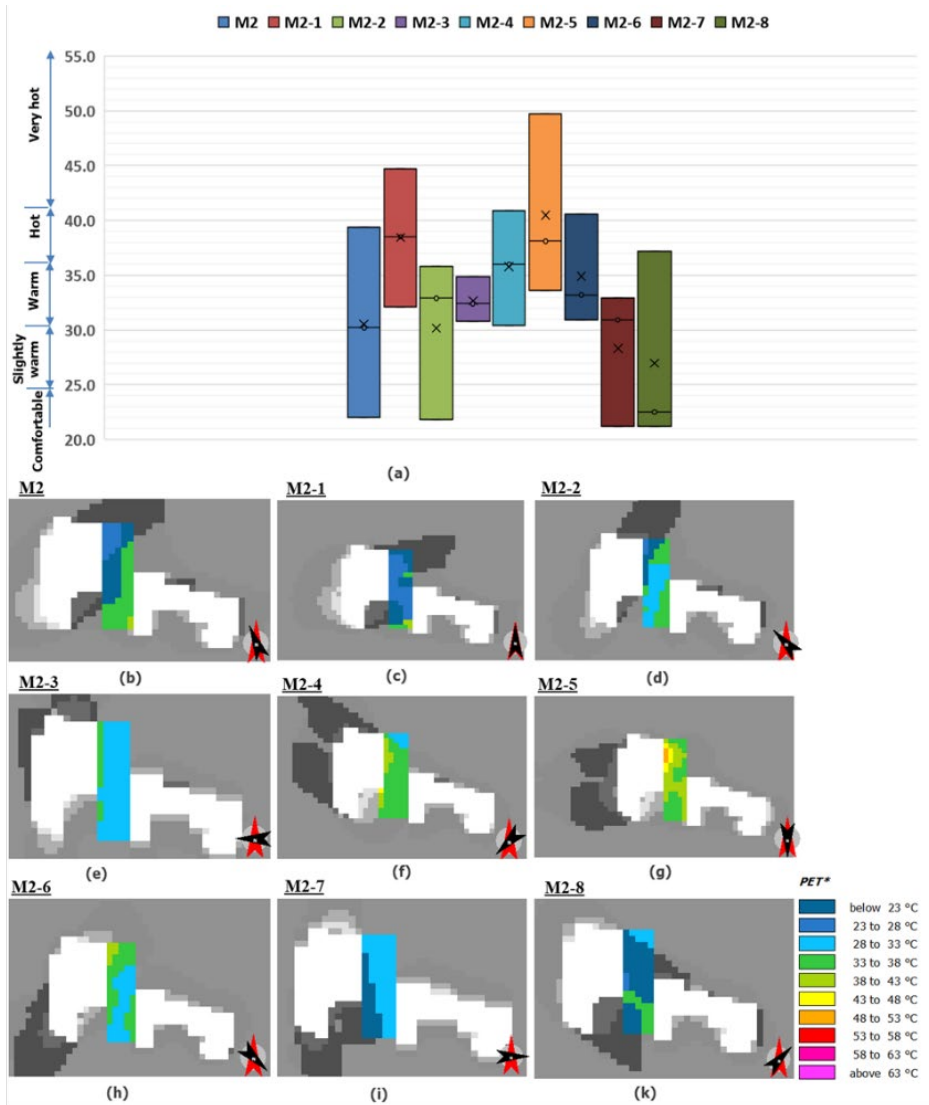 M2 M2-1 M2-2 M2-3 M2-4 M2-5 M2-6 M2-7 M2-8
55.0
50.0
45.0
40.0
35.0
30.0
25.0
20.0
Very hot
Hot
Warm
Slightly
warm
Comfortable
(a)
M2
M2-1
M2-2
(b)
(c)
(d)
M2-3
M2-4
M2-5
(e)
(f)
(g)
M2-6
M2-7
M2-8
(h)
(i)
(k)
PET*
below 23 °C
23 to 28 °C
28 to 33 °C
33 to 38 °C
38 to 43 °C
43 to 48 °C
48 to 53 °C
53 to 58 °C
58 to 63 °C
above 63 °C